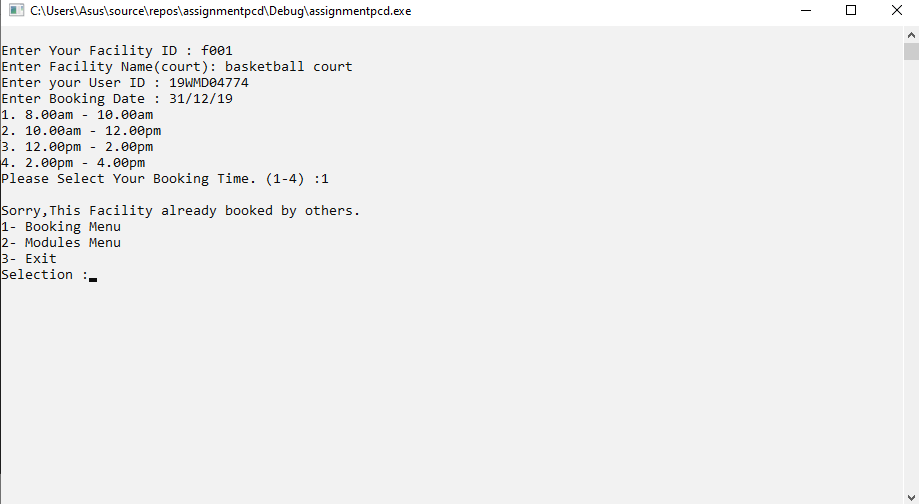 C:\Users\Asus\source\repos\assignmentpcd\Debug\assignmentpcd.exe
Enter Your Facility ID : f001
Enter Facility Name(court): basketball court
Enter your User ID : 19WMD04774
Enter Booking Date : 31/12/19
1. 8.00am - 10.00am
2. 10.00am - 12.00pm
3. 12.00pm - 2.00pm
4. 2.00pm - 4.00pm
Please Select Your Booking Time. (1-4) :1
Sorry,This Facility already booked by others.
1- Booking Menu
2- Modules Menu
3- Exit
Selection :